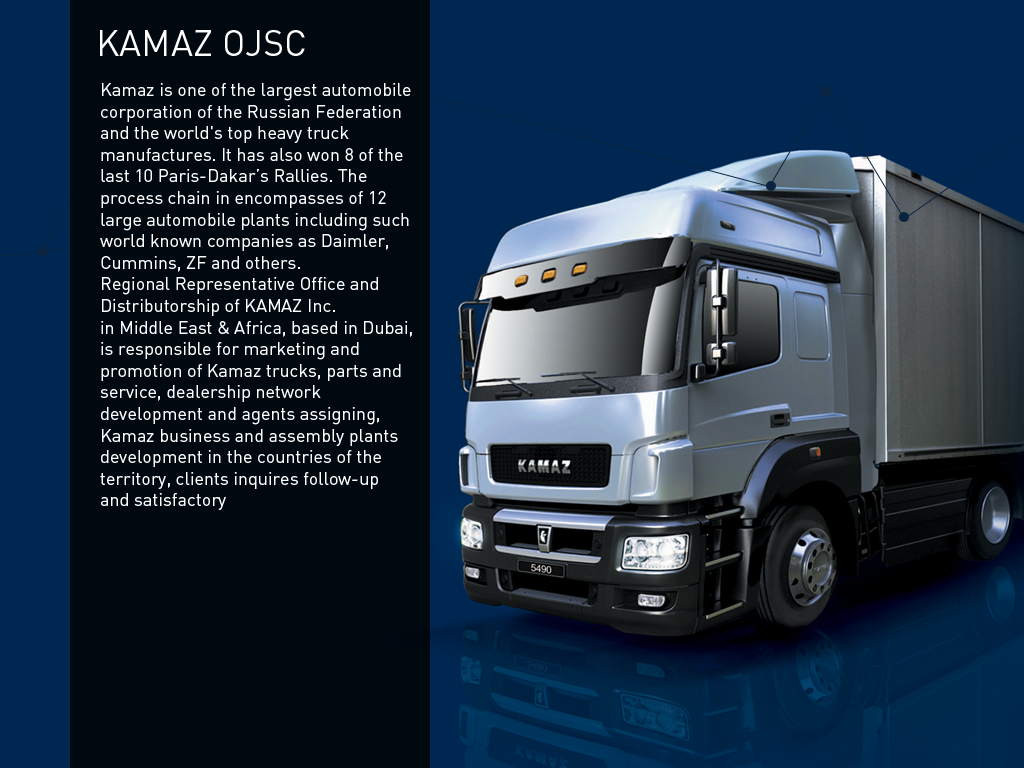 KAMAZ OJSC
Kamaz is one of the largest automobile
corporation of the Russian Federation
and the world's top heavy truck
manufactures. It has also won 8 of the
last 10 Paris-Dakar's Rallies. The
process chain in encompasses of 12
large automobile plants including such
world known companies as Daimler,
Cummins, ZF and others.
Regional Representative Office and
Distributorship of KAMAZ Inc.
in Middle East & Africa, based in Dubai,
is responsible for marketing and
promotion of Kamaz trucks, parts and
service, dealership network
development and agents assigning,
Kamaz business and assembly plants
development in the countries of the
territory, clients inquires follow-up
and satisfactory
KAMAZ
5490